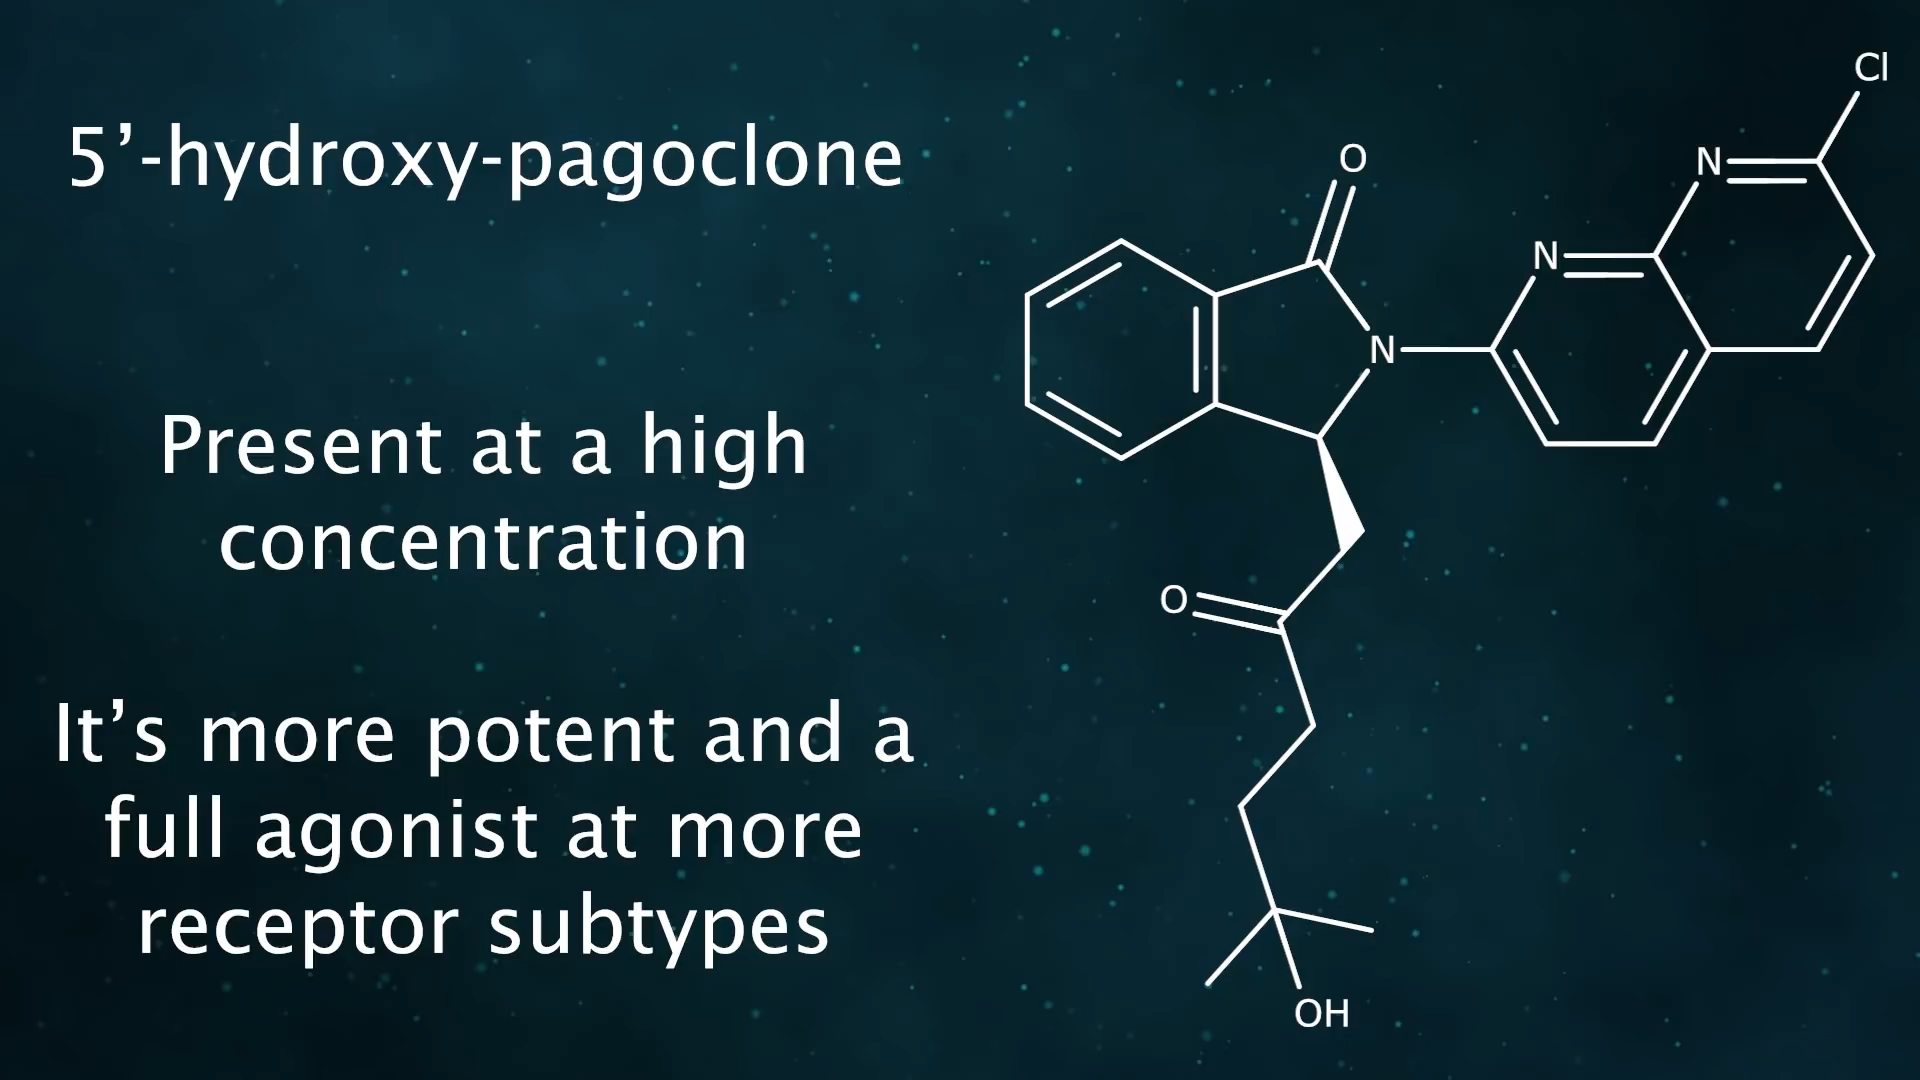 5’-hydroxy-pagoclone
Present at a high
concentration
It’s more potent and a
full agonist at more
receptor subtypes
Cl
O
N
N
N
O
OH